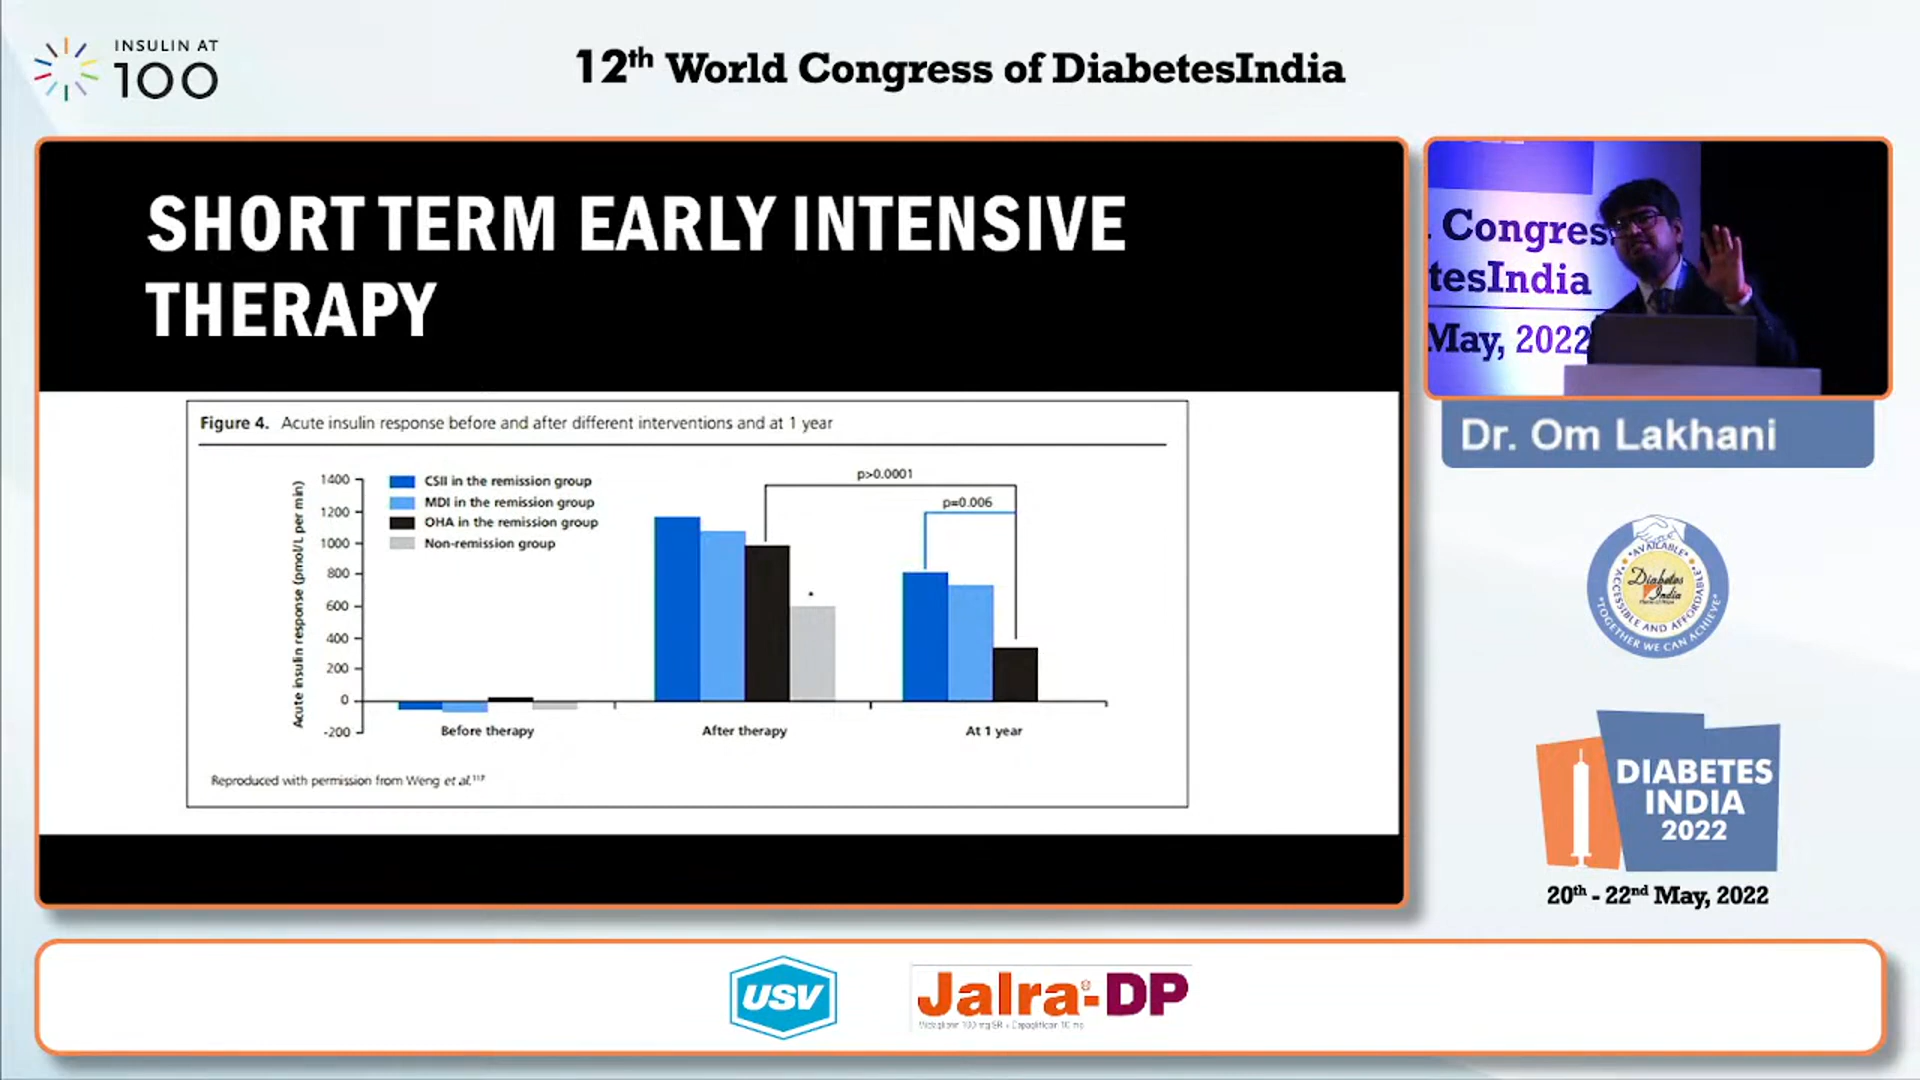 INSULIN AT
100
12th World Congress of DiabetesIndia
SHORT TERM EARLY INTENSIVE
THERAPY
Figure 4. Acute insulin response before and after different interventions and at 1 year
Acute insulin response (pmol/L per min)
1400
1200
1000
800
600
400
200
0
-200
CSII in the remission group
MDI in the remission group
OHA in the remission group
Non-remission group
p>0.0001
p=0.006
*
Before therapy
After therapy
At 1 year
Reproduced with permission from Weng et al.
Congres
tesIndia
May, 2022
Dr. Om Lakhani
*AVAILABLE*
ACCESSIBLE AND AFFORDABLE
Diabetes
India
*TOGETHER WE CAN ACHIEVE*
DIABETES
INDIA
2022
20th - 22nd May, 2022
USV
Jalra®-DP